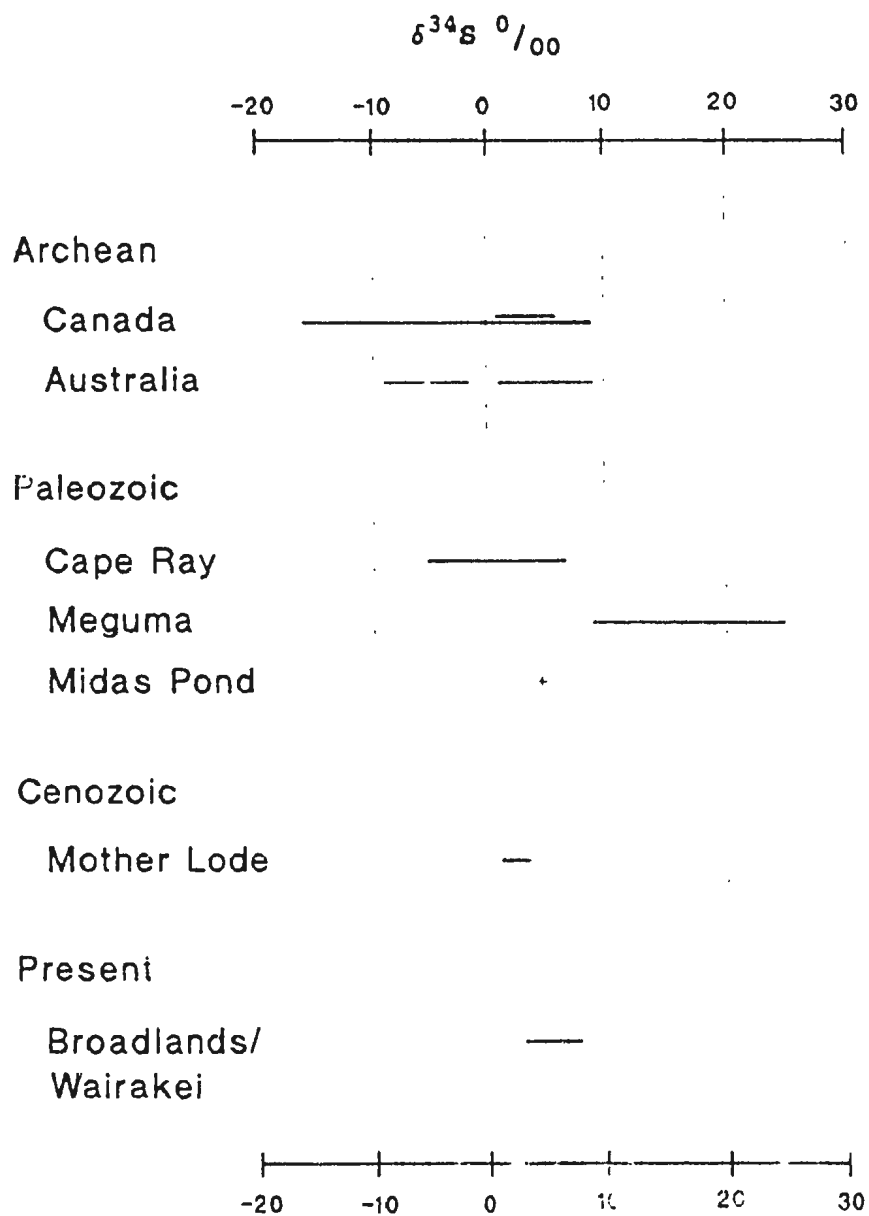 δ34S 0/00
-20 -10 0 10 20 30
Archean
Canada
Australia
Paleozoic
Cape Ray
Meguma
Midas Pond
Cenozoic
Mother Lode
Present
Broadlands/
Wairakei
-20 -10 0 10 20 30